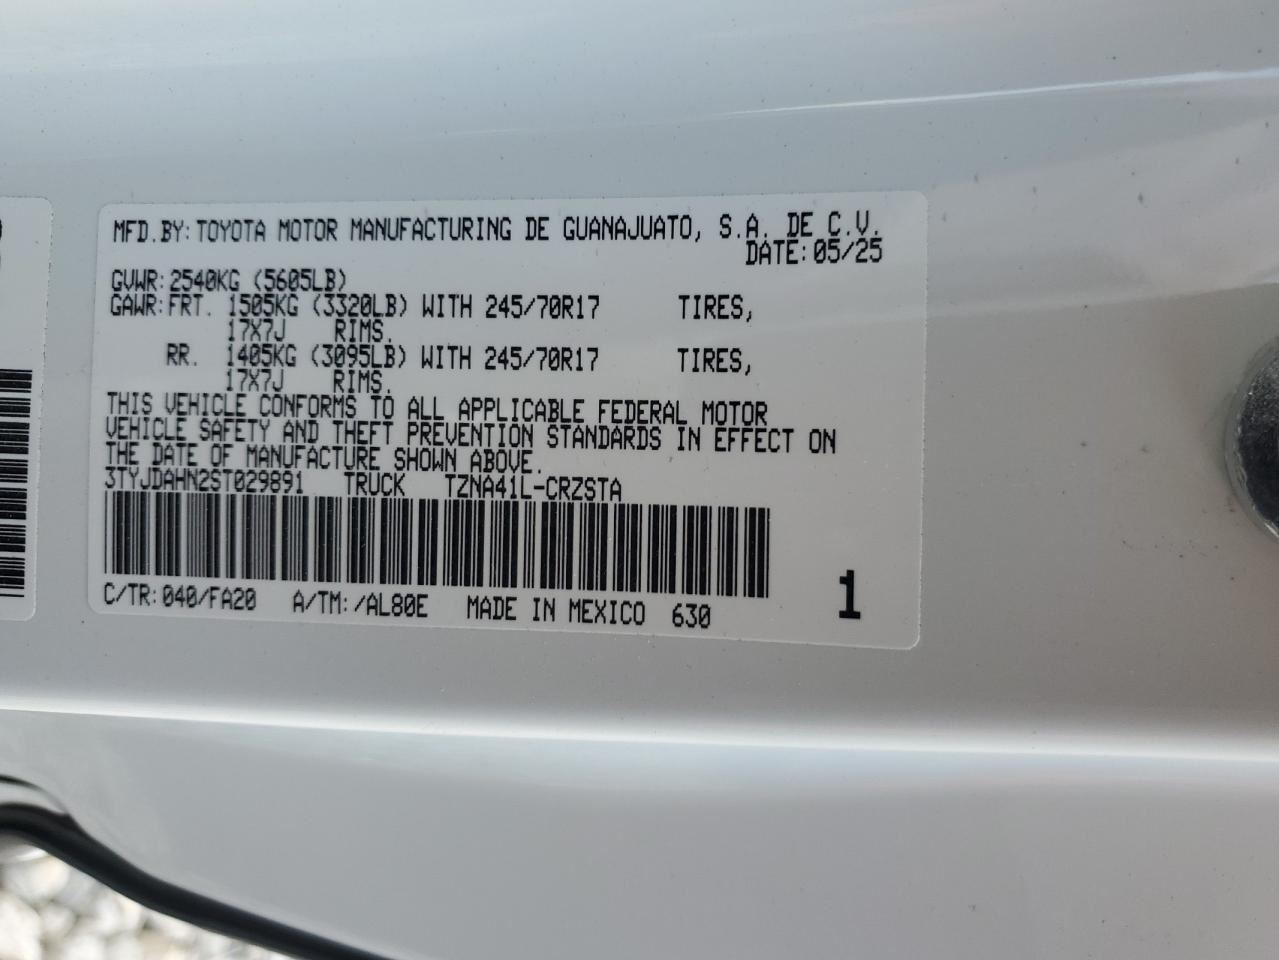 MFD.BY: TOYOTA MOTOR MANUFACTURING DE GUANAJUATO, S.A. DE C.V.
DATE: 05/25
GVWR: 2540KG (5605LB)
GAWR: FRT. 1505KG (3320LB) WITH 245/70R17 TIRES,
17X7J RIMS.
RR. 1405KG (3095LB) WITH 245/70R17 TIRES,
17X7J RIMS.
THIS VEHICLE CONFORMS TO ALL APPLICABLE FEDERAL MOTOR
VEHICLE SAFETY AND THEFT PREVENTION STANDARDS IN EFFECT ON
THE DATE OF MANUFACTURE SHOWN ABOVE.
3TYJDAHN2ST029891 TRUCK TZNA41L-CRZSTA
C/TR: 040/FA20 A/TM: /AL80E MADE IN MEXICO 630
1